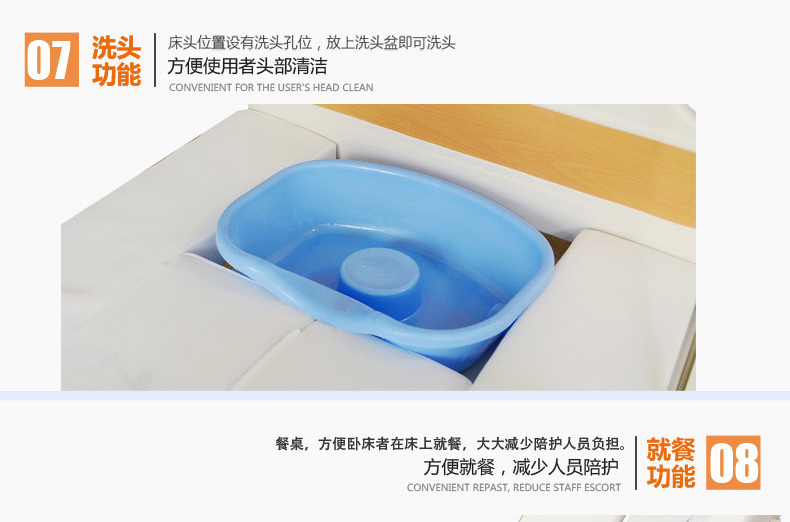 07
洗头
功能
床头位置设有洗头孔位，放上洗头盆即可洗头
方便使用者头部清洁
CONVENIENT FOR THE USER'S HEAD CLEAN
餐桌，方便卧床者在床上就餐，大大减少陪护人员负担。
方便就餐，减少人员陪护
CONVENIENT REPAST, REDUCE STAFF ESCORT
就餐
功能
08